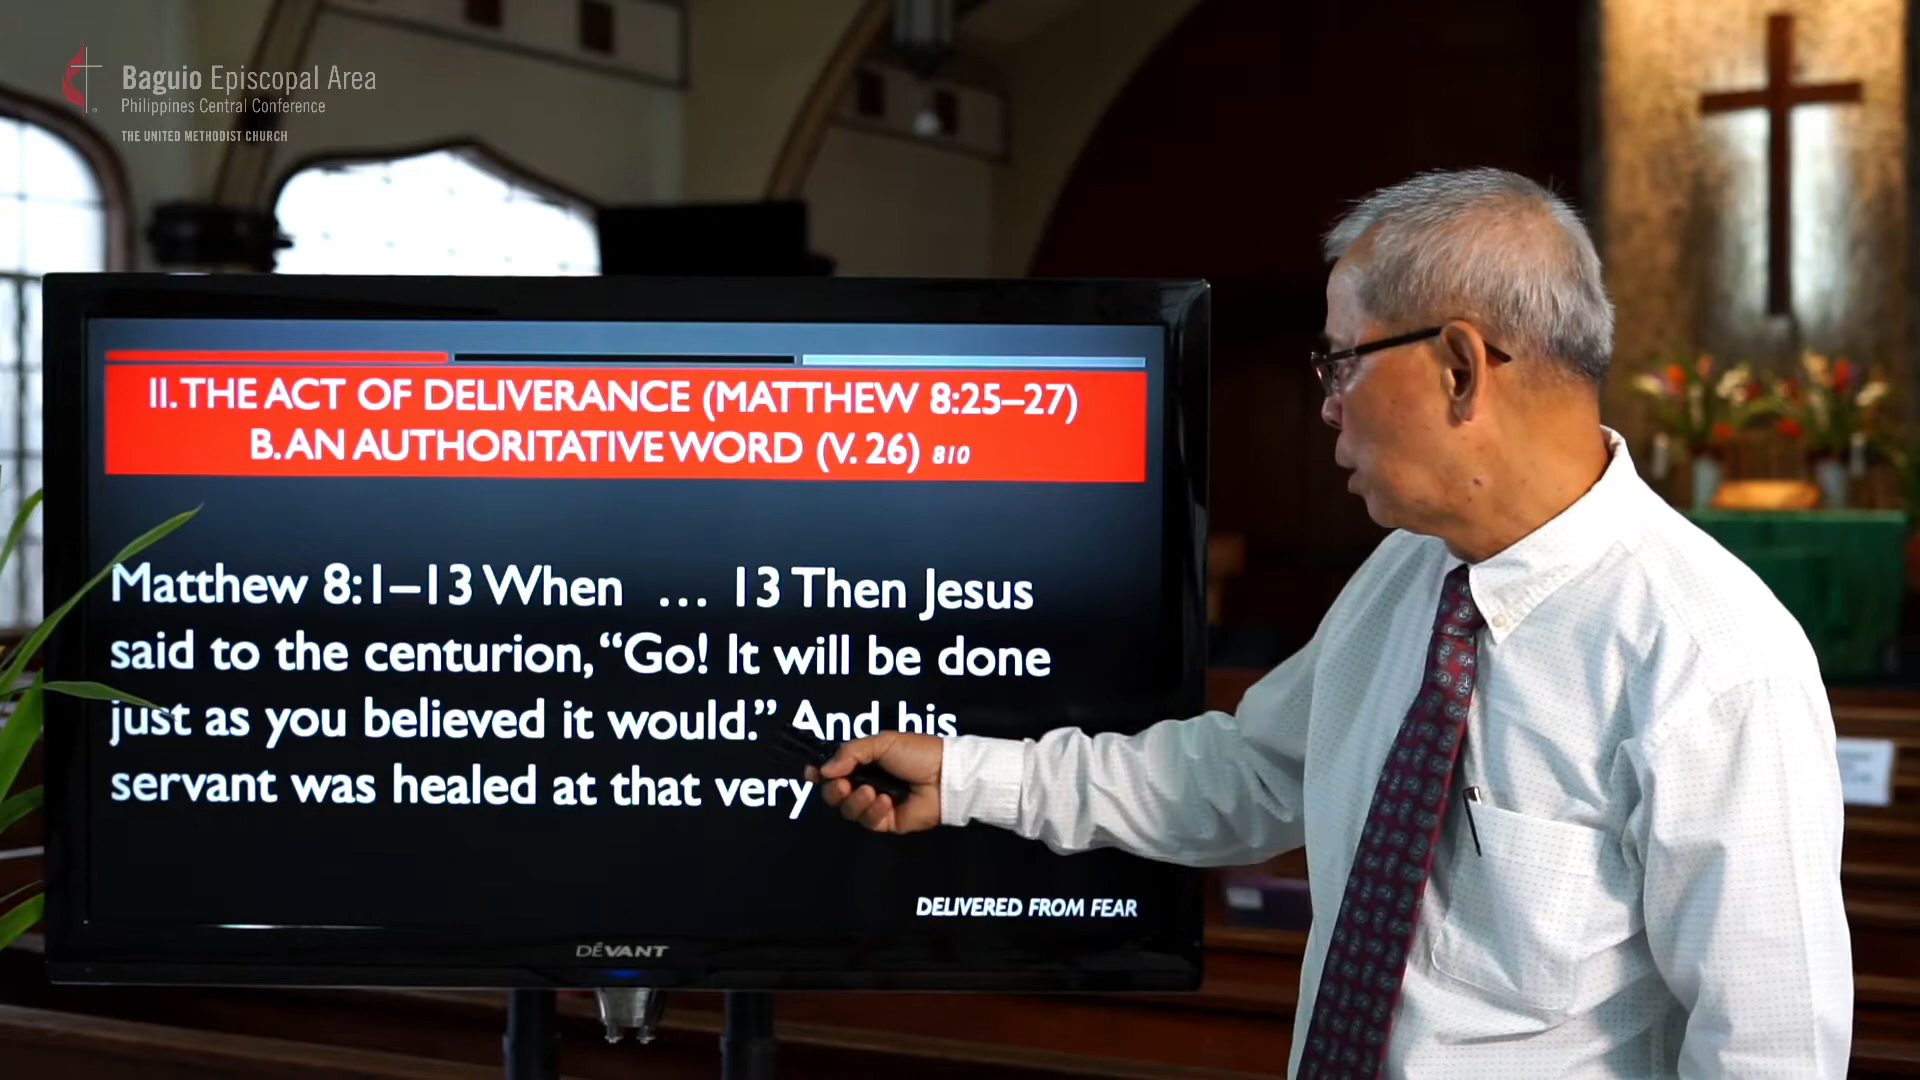 Baguio Episcopal Area
Philippines Central Conference
THE UNITED METHODIST CHURCH
II. THE ACT OF DELIVERANCE (MATTHEW 8:25–27)
B. AN AUTHORITATIVE WORD (V. 26) 810
Matthew 8:1–13 When … 13 Then Jesus
said to the centurion, “Go! It will be done
just as you believed it would.” And his
servant was healed at that very
DELIVERED FROM FEAR
DEVANT